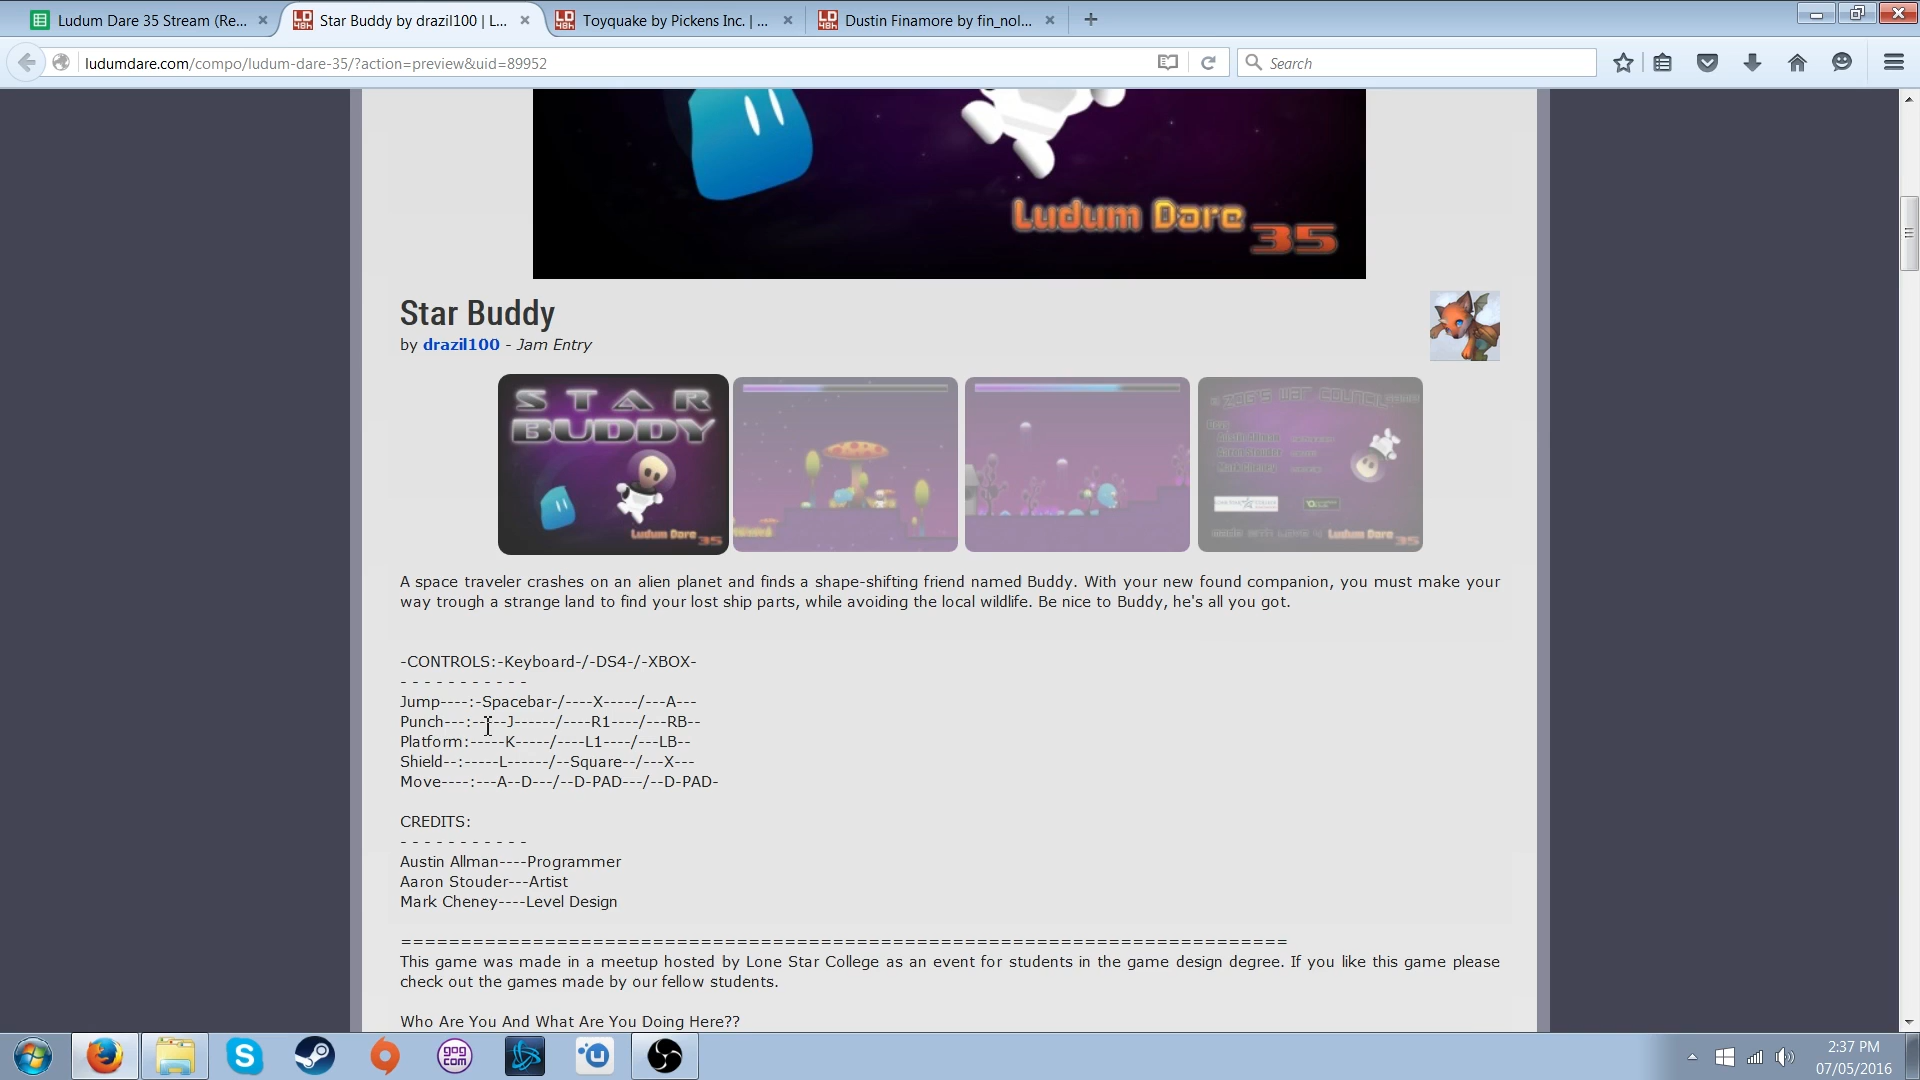 Ludum Dare 35 Stream (Re...
Star Buddy by drazil100 | L...
Toyquake by Pickens Inc. | ...
Dustin Finamore by fin_nol...
ludumdare.com/compo/ludum-dare-35/?action=preview&uid=89952
Search
Ludum Dare
35
Star Buddy
by drazil100 - Jam Entry
STAR
BUDDY
Ludum Dare 35
A space traveler crashes on an alien planet and finds a shape-shifting friend named Buddy. With your new found companion, you must make your
way trough a strange land to find your lost ship parts, while avoiding the local wildlife. Be nice to Buddy, he's all you got.
-CONTROLS:-Keyboard-/-DS4-/-XBOX-
- - - - - - - - - - -
Jump----:-Spacebar-/----X-----/---A---
Punch---:-----J------/----R1----/---RB--
Platform:-----K-----/----L1----/---LB--
Shield--:-----L------/--Square--/---X---
Move----:---A--D---/--D-PAD---/--D-PAD-
CREDITS:
- - - - - - - - - - -
Austin Allman----Programmer
Aaron Stouder---Artist
Mark Cheney----Level Design
==========================================================================
This game was made in a meetup hosted by Lone Star College as an event for students in the game design degree. If you like this game please
check out the games made by our fellow students.
Who Are You And What Are You Doing Here??
gog
com
2:37 PM
07/05/2016